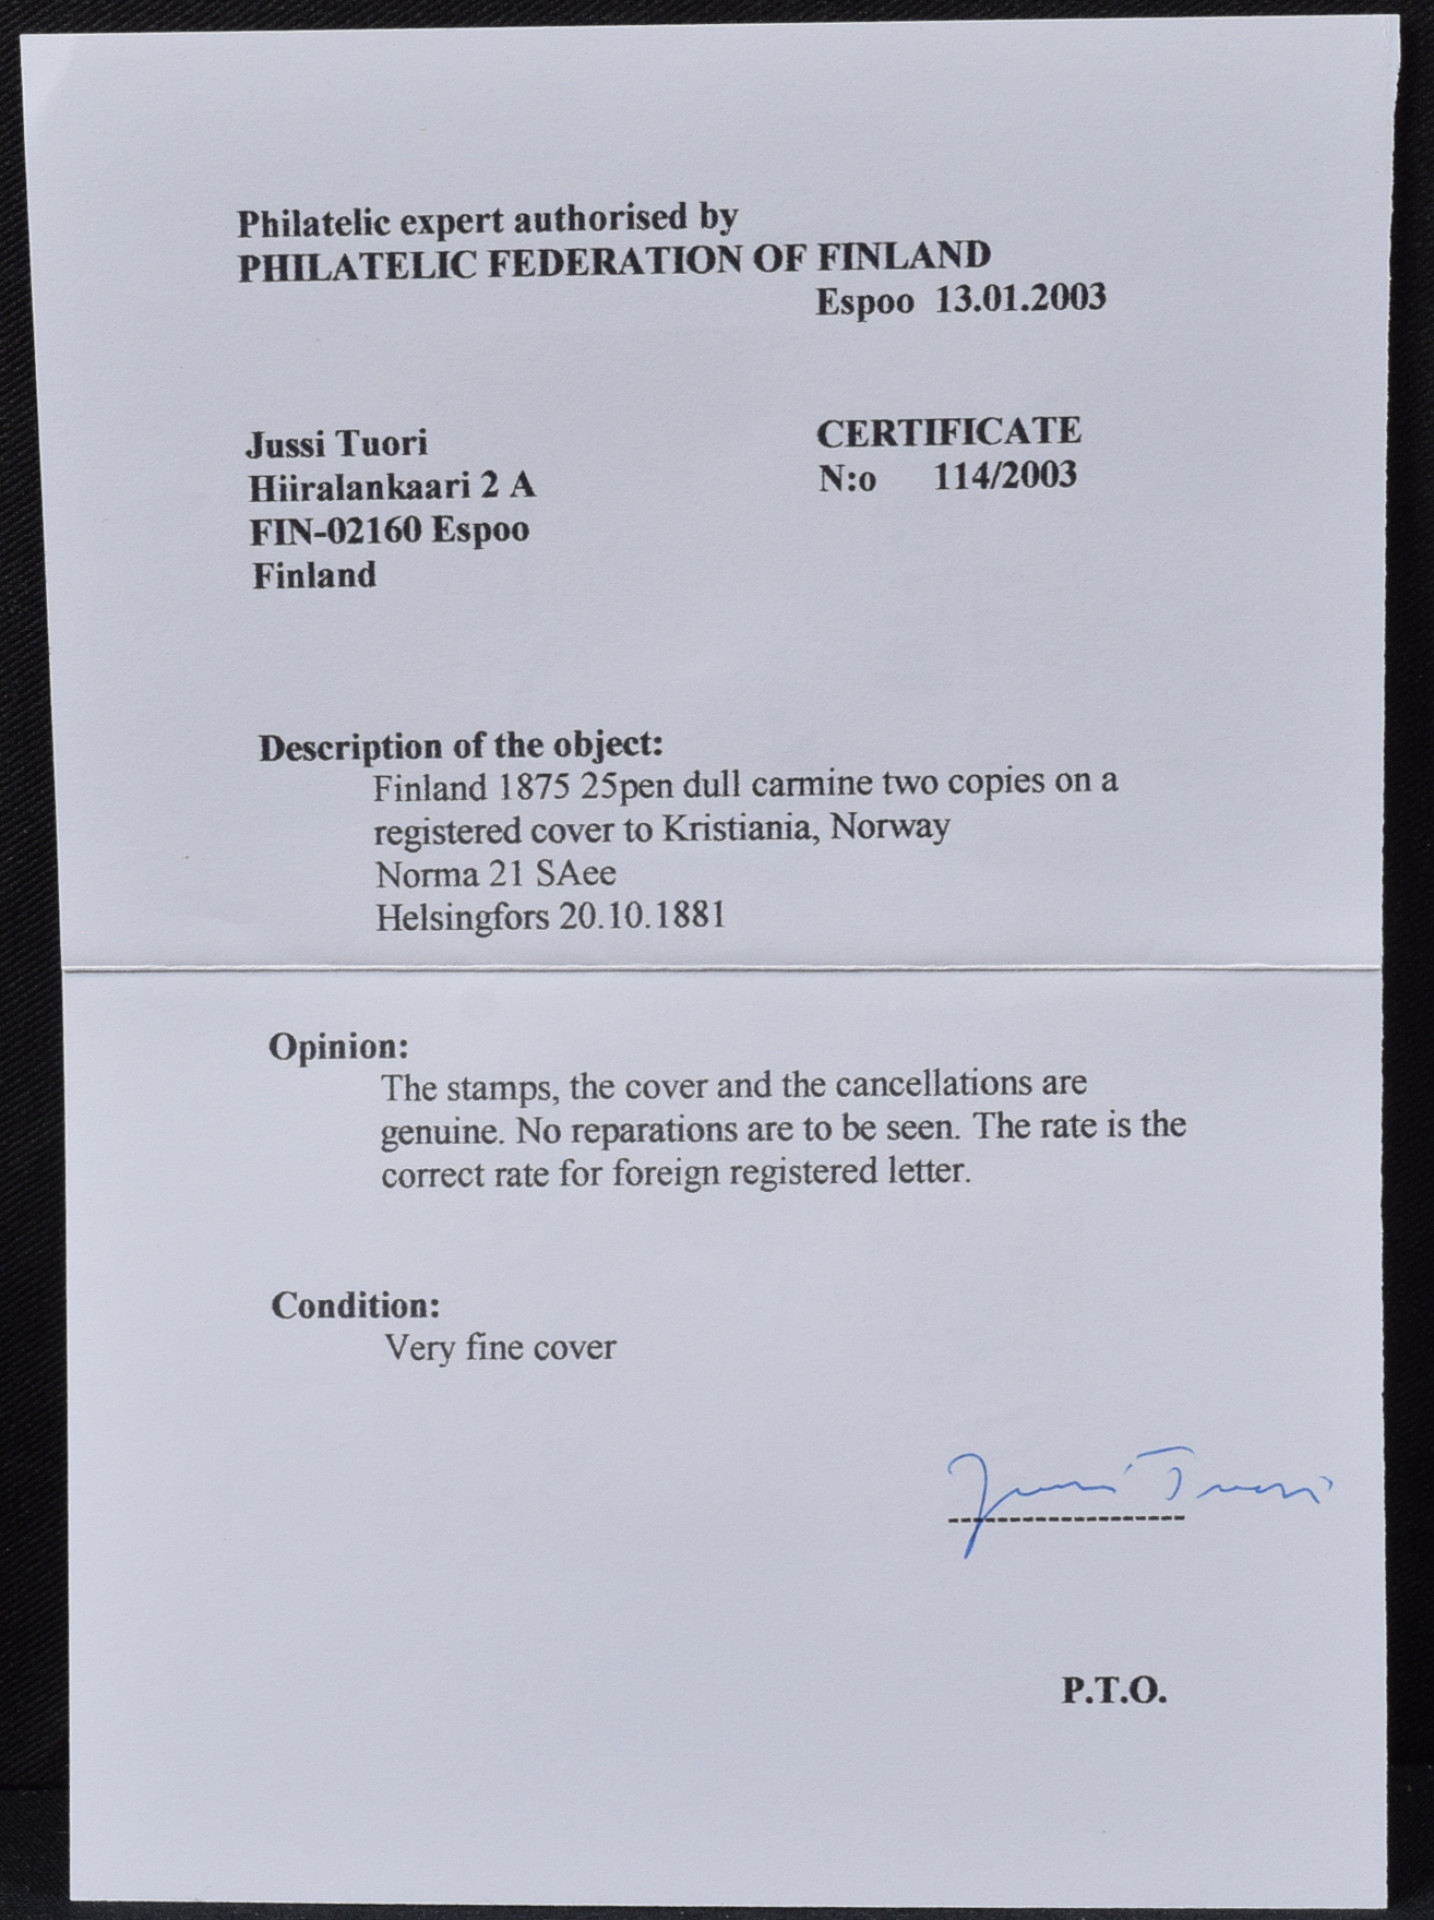 Philatelic expert authorised by
PHILATELIC FEDERATION OF FINLAND
Espoo 13.01.2003
Jussi Tuori
Hiiralankaari 2 A
FIN-02160 Espoo
Finland
CERTIFICATE
N:o 114/2003
Description of the object:
Finland 1875 25pen dull carmine two copies on a
registered cover to Kristiania, Norway
Norma 21 SAee
Helsingfors 20.10.1881
Opinion:
The stamps, the cover and the cancellations are
genuine. No reparations are to be seen. The rate is the
correct rate for foreign registered letter.
Condition:
Very fine cover
Jussi Tuori
--------------------
P.T.O.